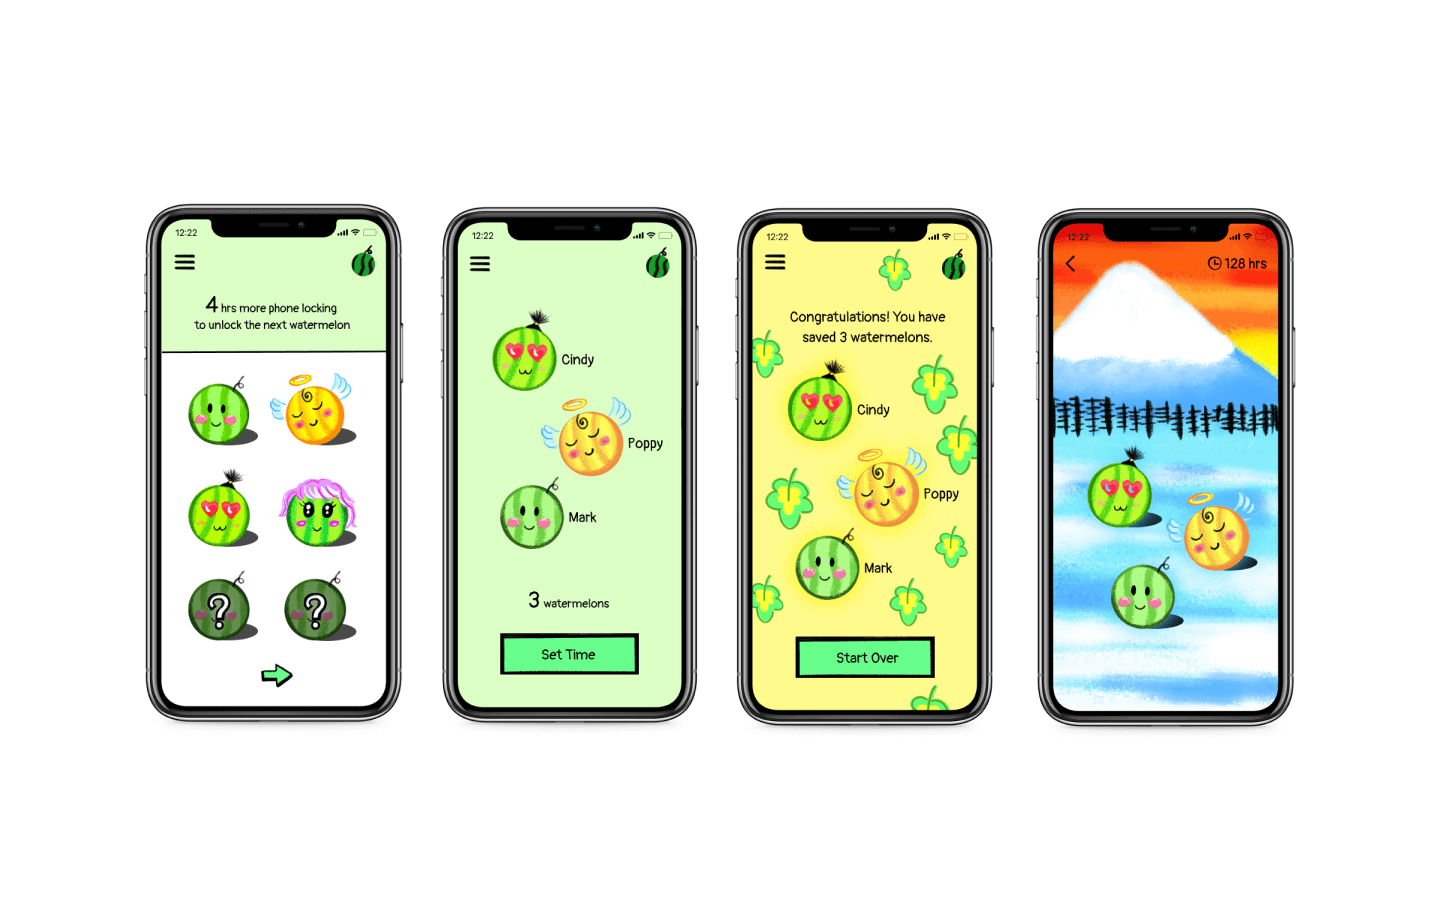 12:22
4 hrs more phone locking
to unlock the next watermelon
?
?
12:22
Cindy
Poppy
Mark
3 watermelons
Set Time
12:22
Congratulations! You have
saved 3 watermelons.
Cindy
Poppy
Mark
Start Over
12:22
128 hrs